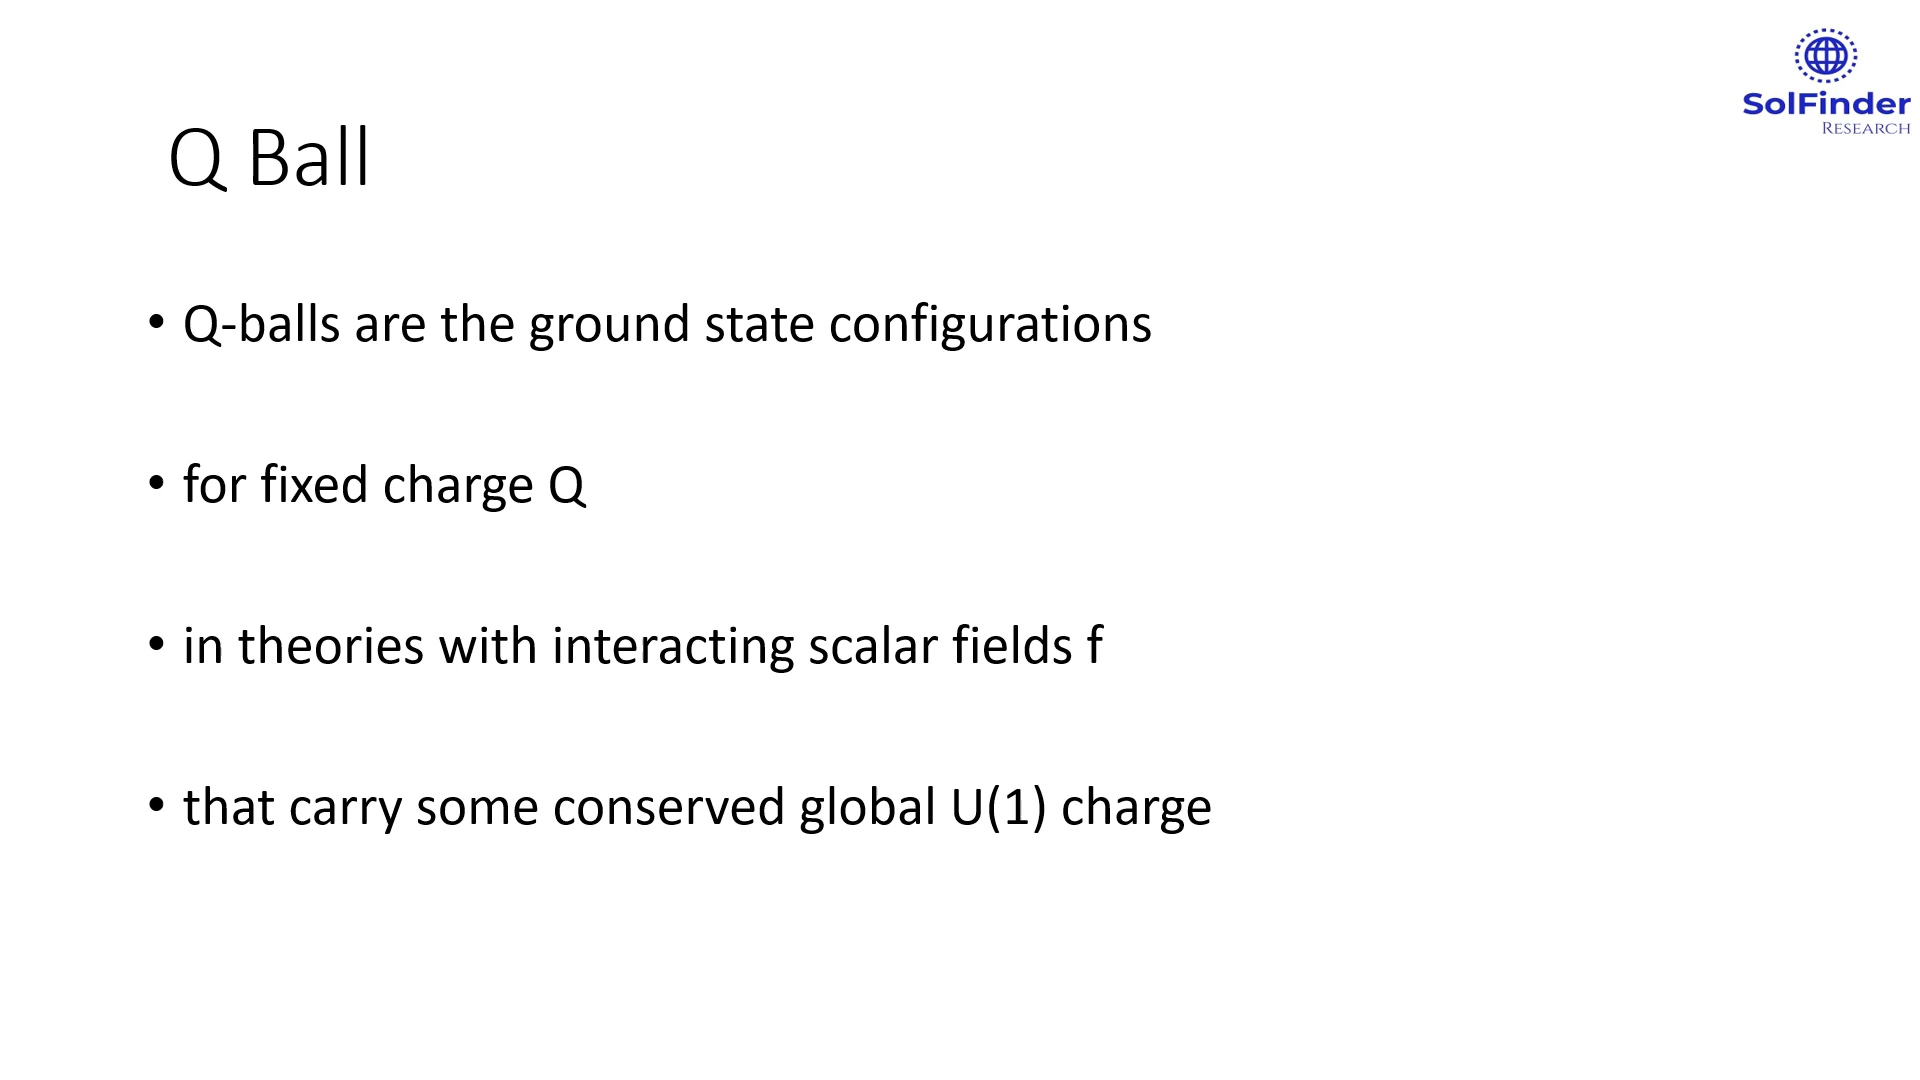 SolFinder
RESEARCH
Q Ball
• Q-balls are the ground state configurations
• for fixed charge Q
• in theories with interacting scalar fields f
• that carry some conserved global U(1) charge